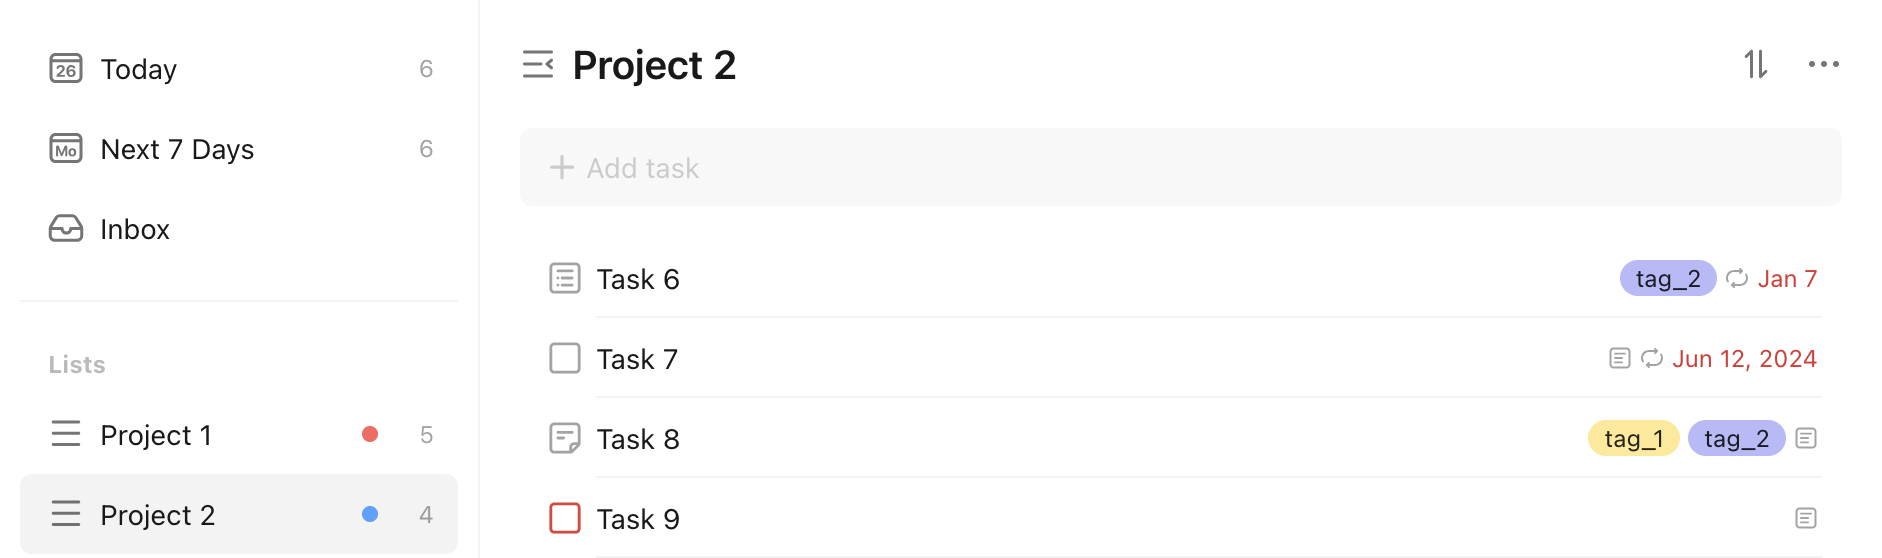 26 Today 6
Mo Next 7 Days 6
Inbox
Lists
Project 1 5
Project 2 4
Project 2
Add task
Task 6 tag_2 Jan 7
Task 7 Jun 12, 2024
Task 8 tag_1 tag_2
Task 9